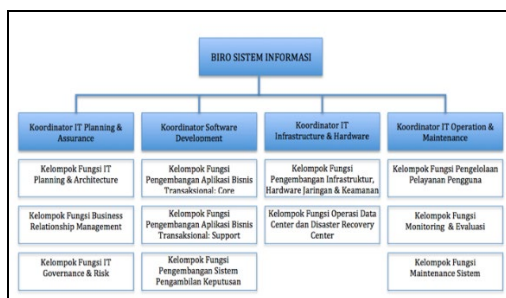 BIRO SISTEM INFORMASI
Koordinator IT Planning &
Assurance
Kelompok Fungsi IT
Planning & Architecture
Kelompok Fungsi Business
Relationship Management
Kelompok Fungsi IT
Governance & Risk
Koordinator Software
Development
Kelompok Fungsi
Pengembangan Aplikasi Bisnis
Transaksional: Core
Kelompok Fungsi
Pengembangan Aplikasi Bisnis
Transaksional: Support
Kelompok Fungsi
Pengembangan Sistem
Pengambilan Keputusan
Koordinator IT
Infrastructure & Hardware
Kelompok Fungsi
Pengembangan Infrastruktur,
Hardware Jaringan & Keamanan
Kelompok Fungsi Operasi Data
Center dan Disaster Recovery
Center
Koordinator IT Operation &
Maintenance
Kelompok Fungsi Pengelolaan
Pelayanan Pengguna
Kelompok Fungsi
Monitoring & Evaluasi
Kelompok Fungsi
Maintenance Sistem